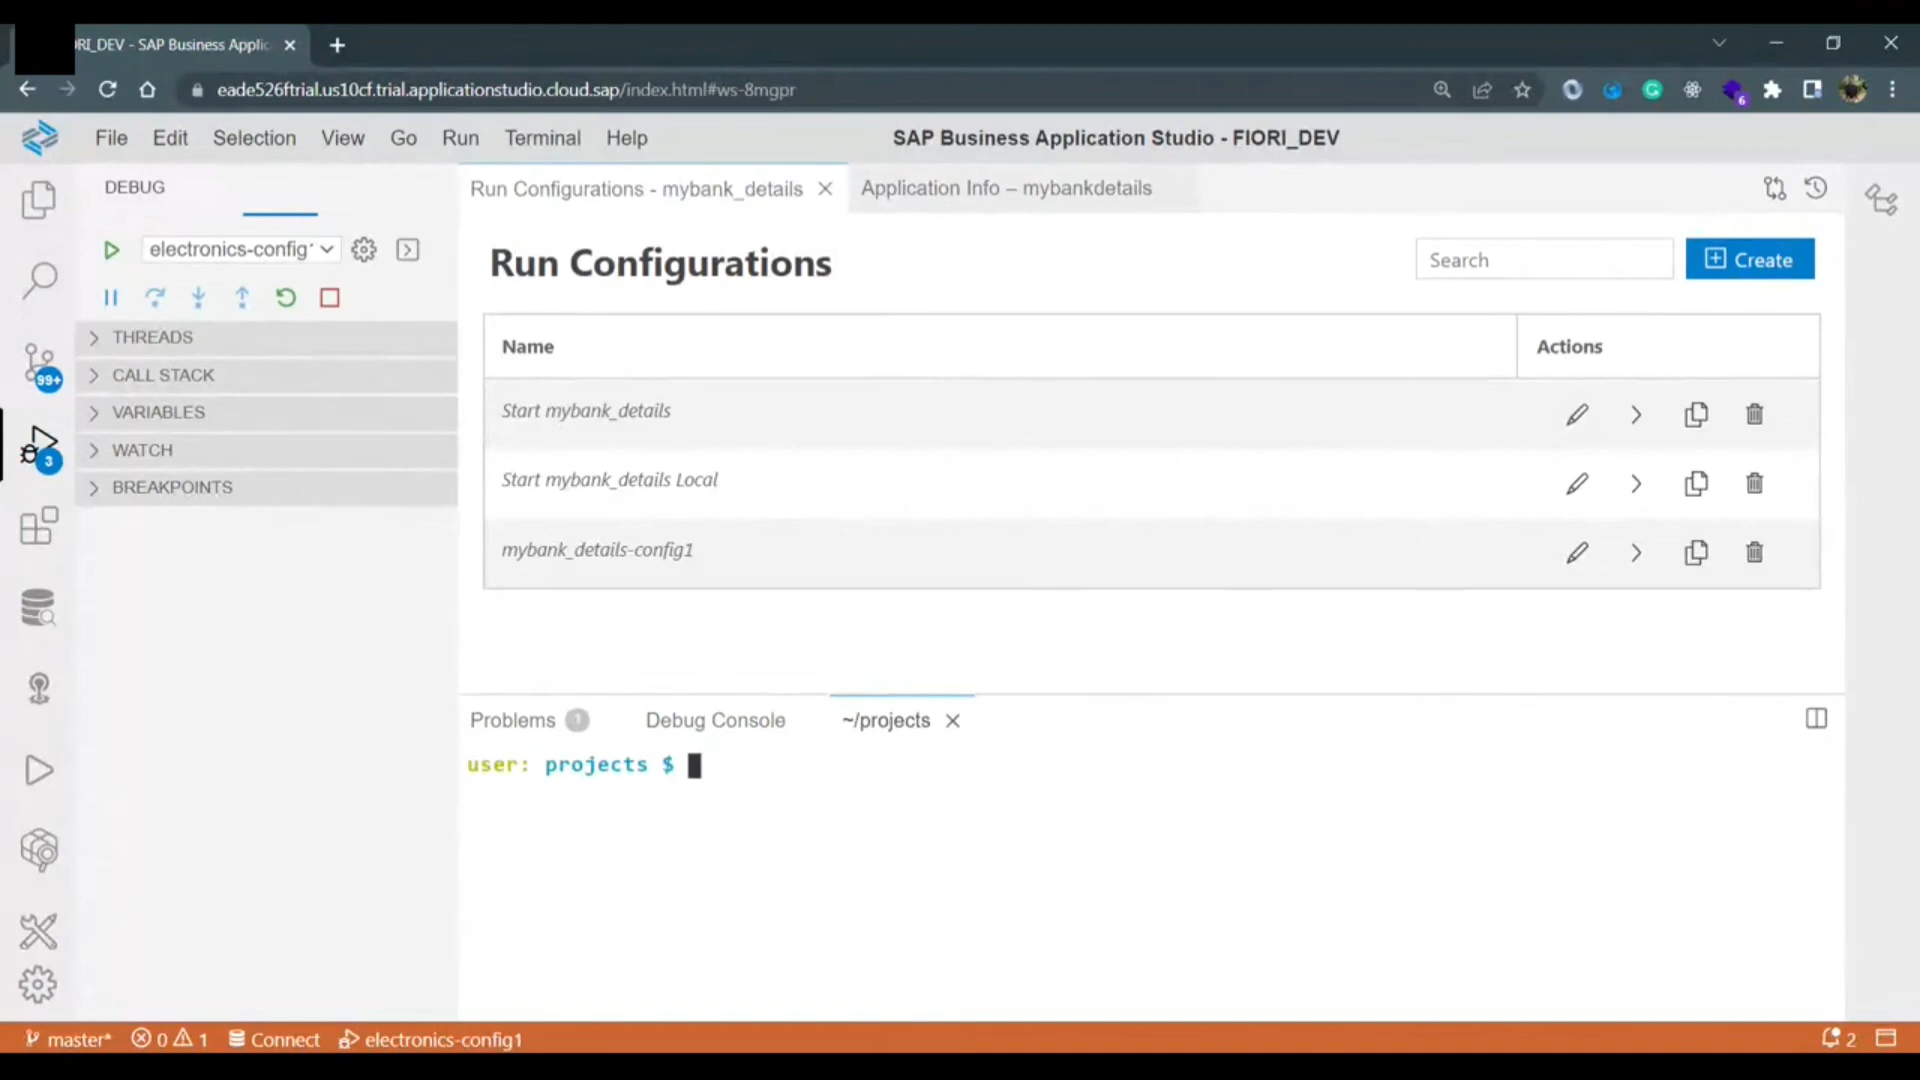 RI_DEV - SAP Business Applic
eade526ftrial.us10cf.trial.applicationstudio.cloud.sap/index.html#ws-8mgpr
6
File Edit Selection View Go Run Terminal Help
SAP Business Application Studio - FIORI_DEV
DEBUG
electronics-config
THREADS
CALL STACK
VARIABLES
WATCH
BREAKPOINTS
99+
3
Run Configurations - mybank_details
Application Info – mybankdetails
Run Configurations
Search
Create
Name Actions
Start mybank_details
Start mybank_details Local
mybank_details-config1
Problems 1 Debug Console ~/projects
user: projects $
master* 0 1 Connect electronics-config1
2